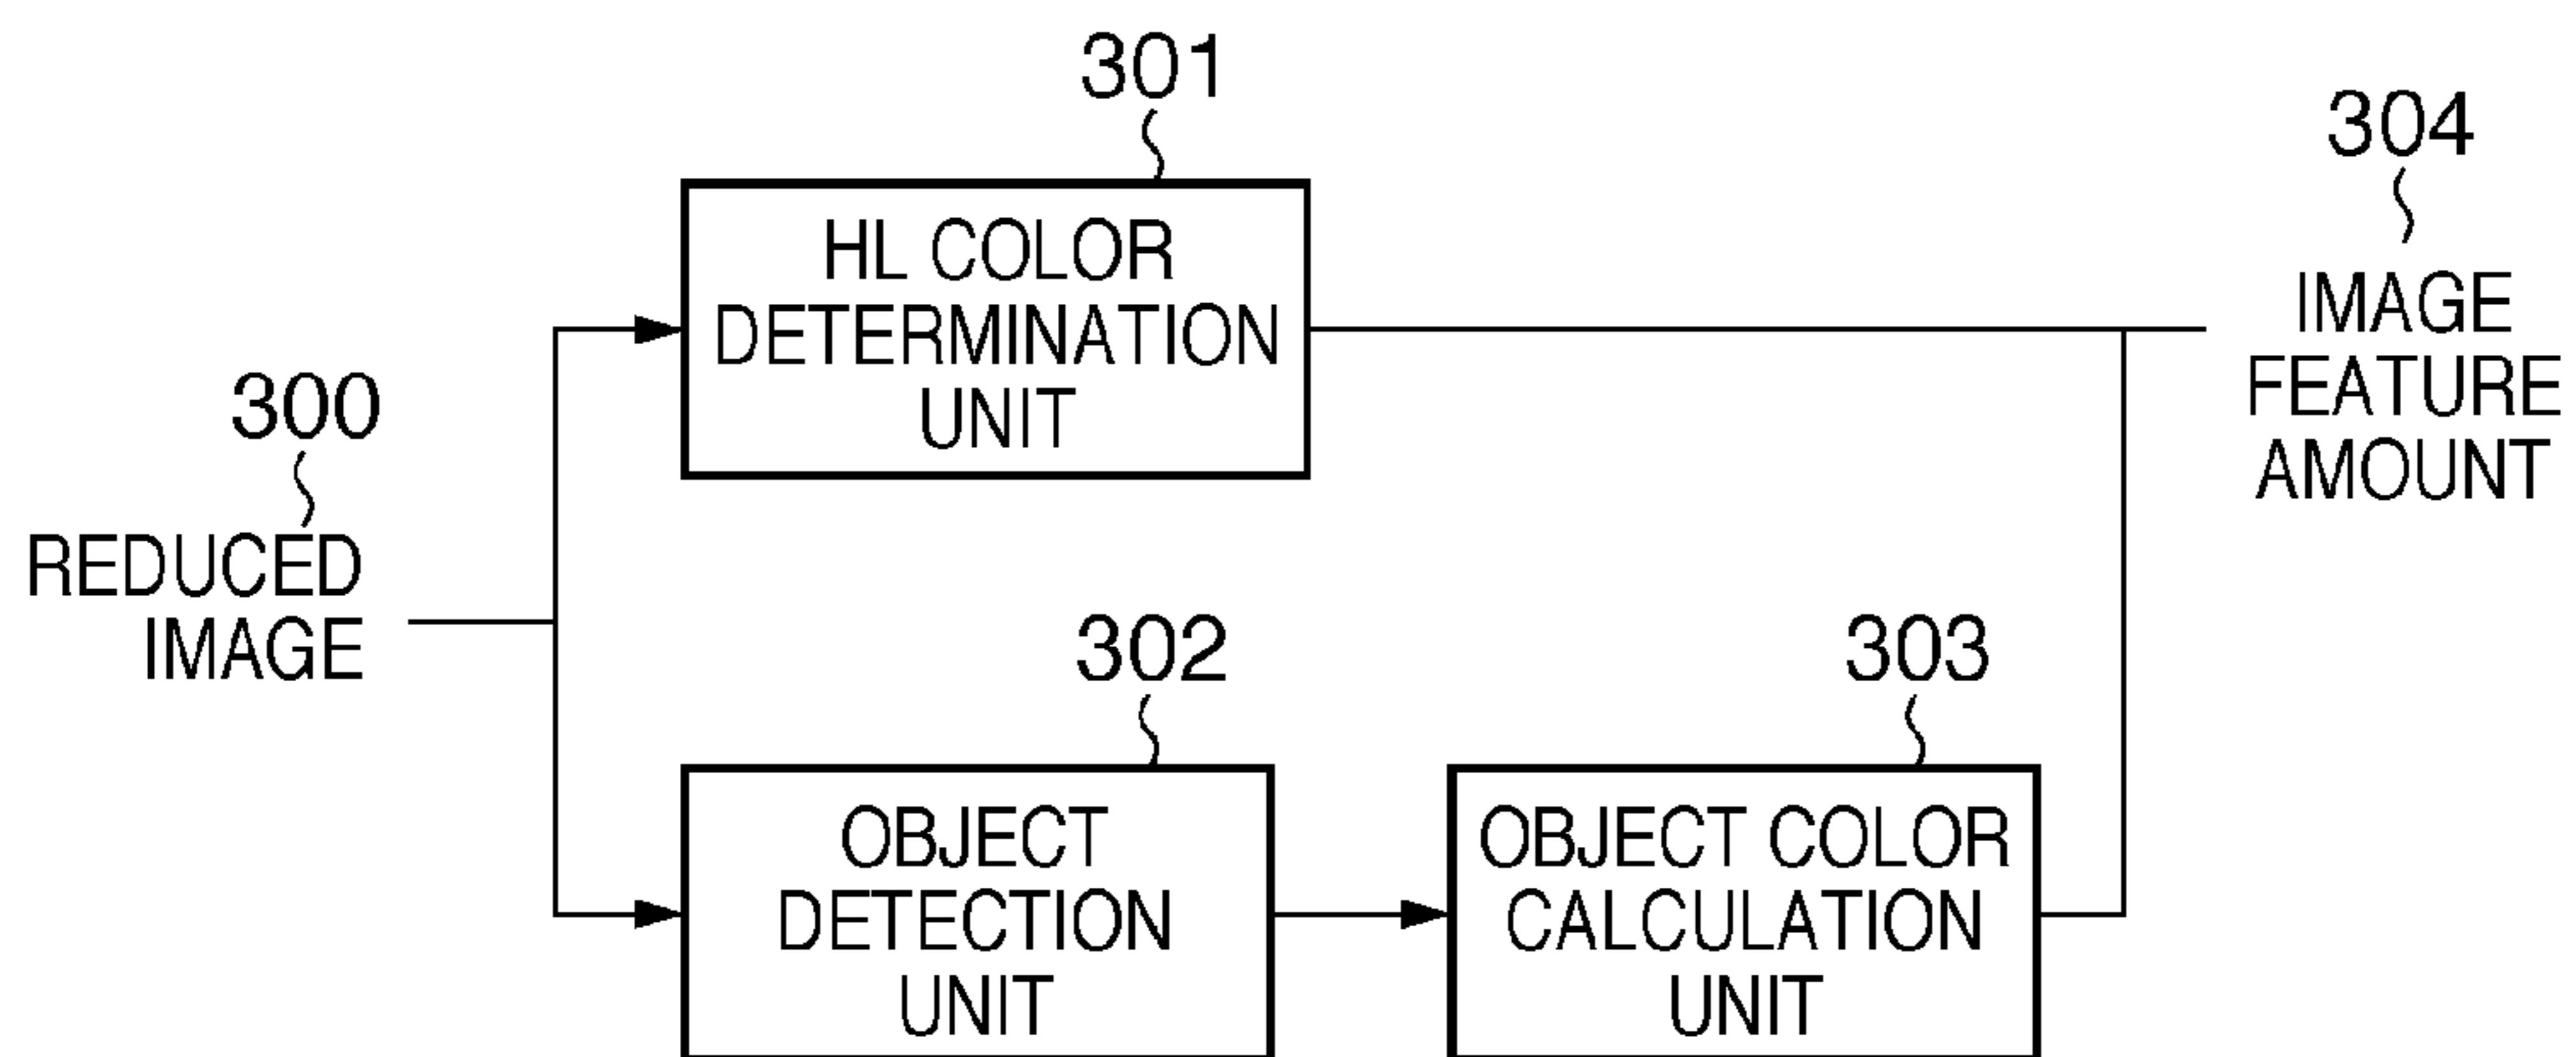 301
HL COLOR
DETERMINATION
UNIT
304
IMAGE
FEATURE
AMOUNT
300
REDUCED
IMAGE
302
OBJECT
DETECTION
UNIT
303
OBJECT COLOR
CALCULATION
UNIT